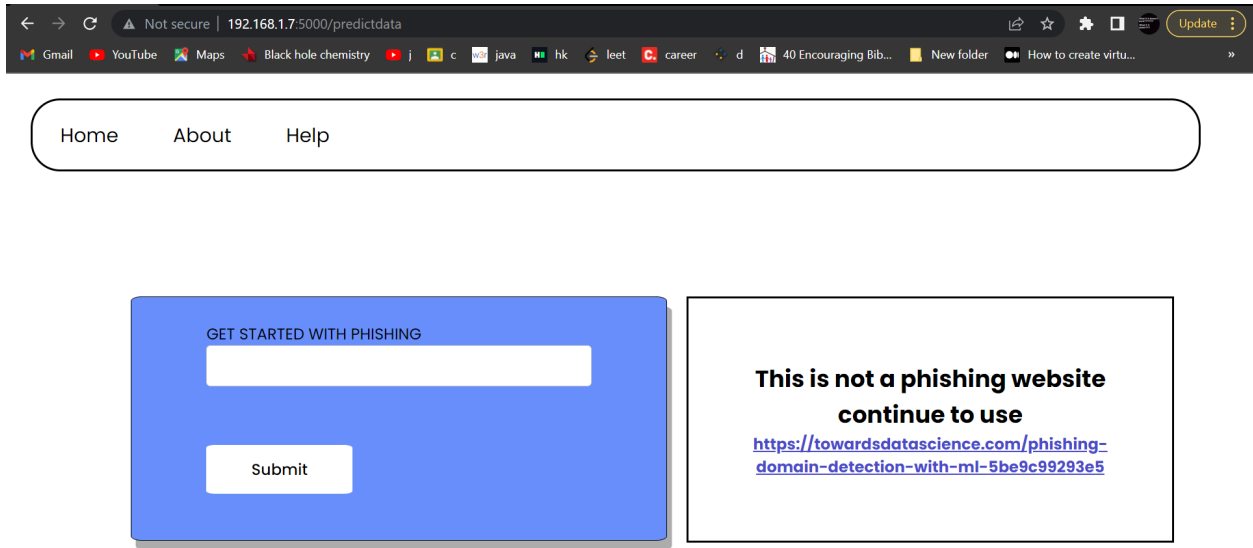 Not secure | 192.168.1.7:5000/predictdata
Update
Gmail YouTube Maps Black hole chemistry j c w3r java hk leet C. career d 40 Encouraging Bib... New folder How to create virtu... »
Home About Help
GET STARTED WITH PHISHING
Submit
This is not a phishing website
continue to use
https://towardsdatascience.com/phishing-
domain-detection-with-ml-5be9c99293e5